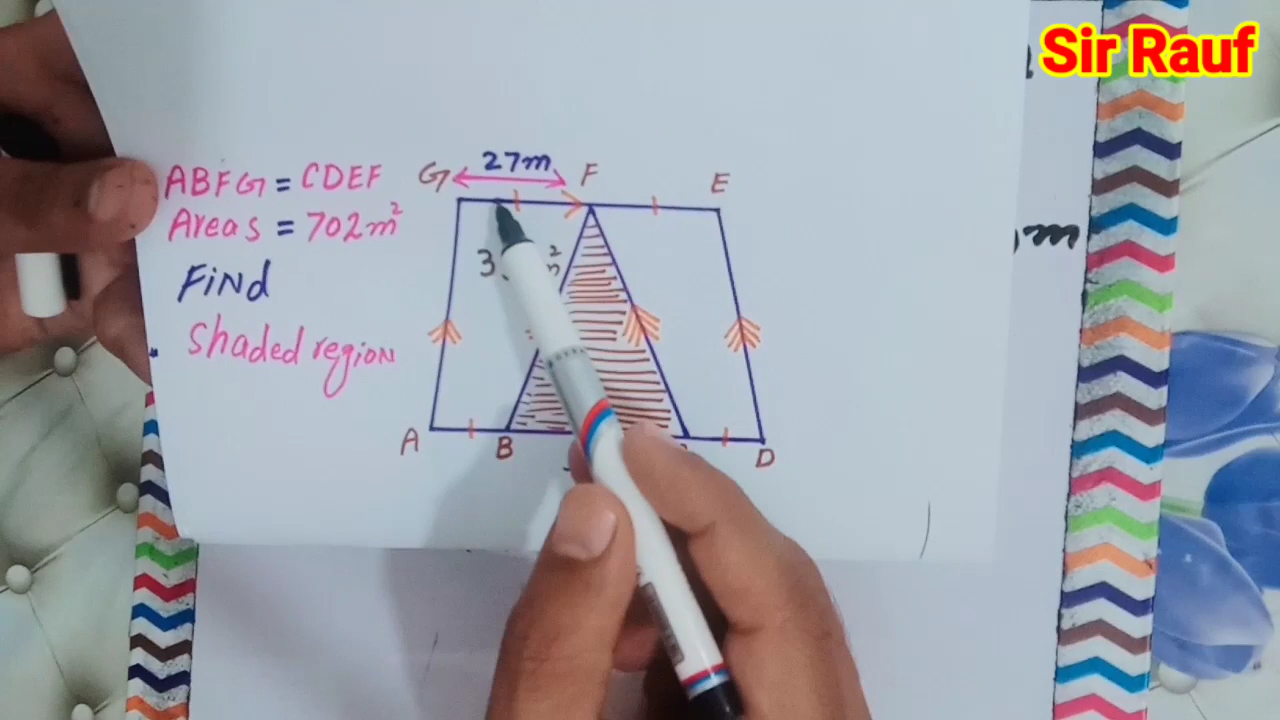 Sir Rauf
27m
G F E
ABFG = CDEF
Areas = 702m²
Find
Shaded region
A B D